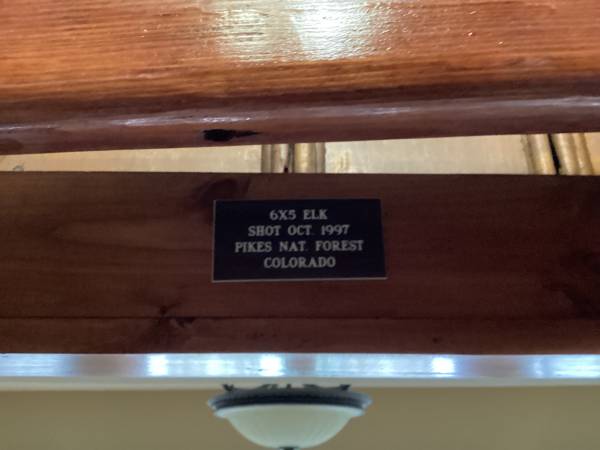 6X5 ELK
SHOT OCT. 1997
PIKES NAT. FOREST
COLORADO